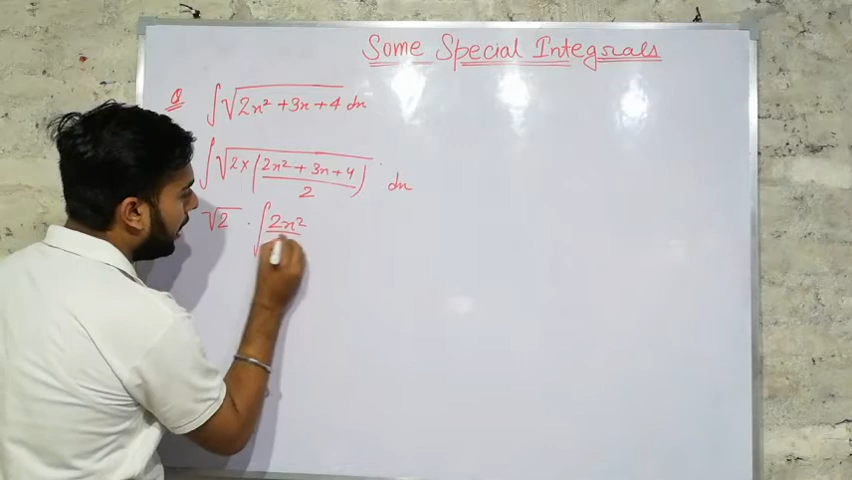 Some Special Integrals
Q ∫√(2x² + 3x + 4) dx
∫√(2 × ((2x² + 3x + 4)/2)) dx
√2 · ∫ 2x²